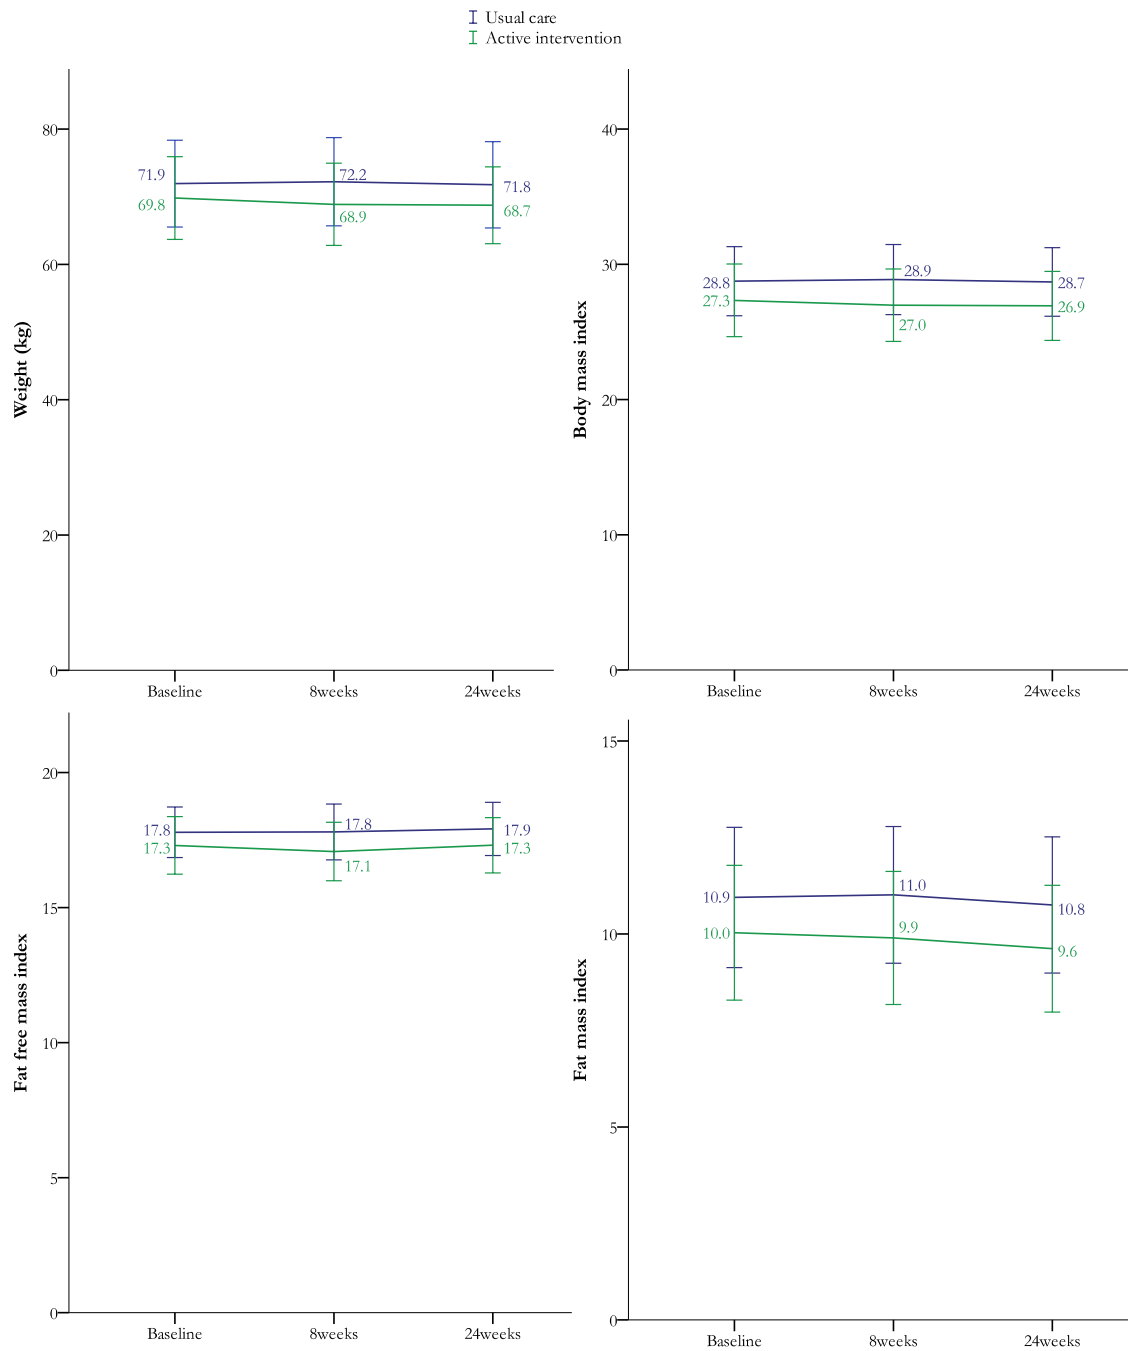 Usual care
Active intervention
80
60
40
20
0
Weight (kg)
71.9
72.2
71.8
69.8
68.9
68.7
Baseline
8weeks
24weeks
40
30
20
10
0
Body mass index
28.8
28.9
28.7
27.3
27.0
26.9
Baseline
8weeks
24weeks
20
15
10
5
0
Fat free mass index
17.8
17.8
17.9
17.3
17.1
17.3
Baseline
8weeks
24weeks
15
10
5
0
Fat mass index
10.9
11.0
10.8
10.0
9.9
9.6
Baseline
8weeks
24weeks